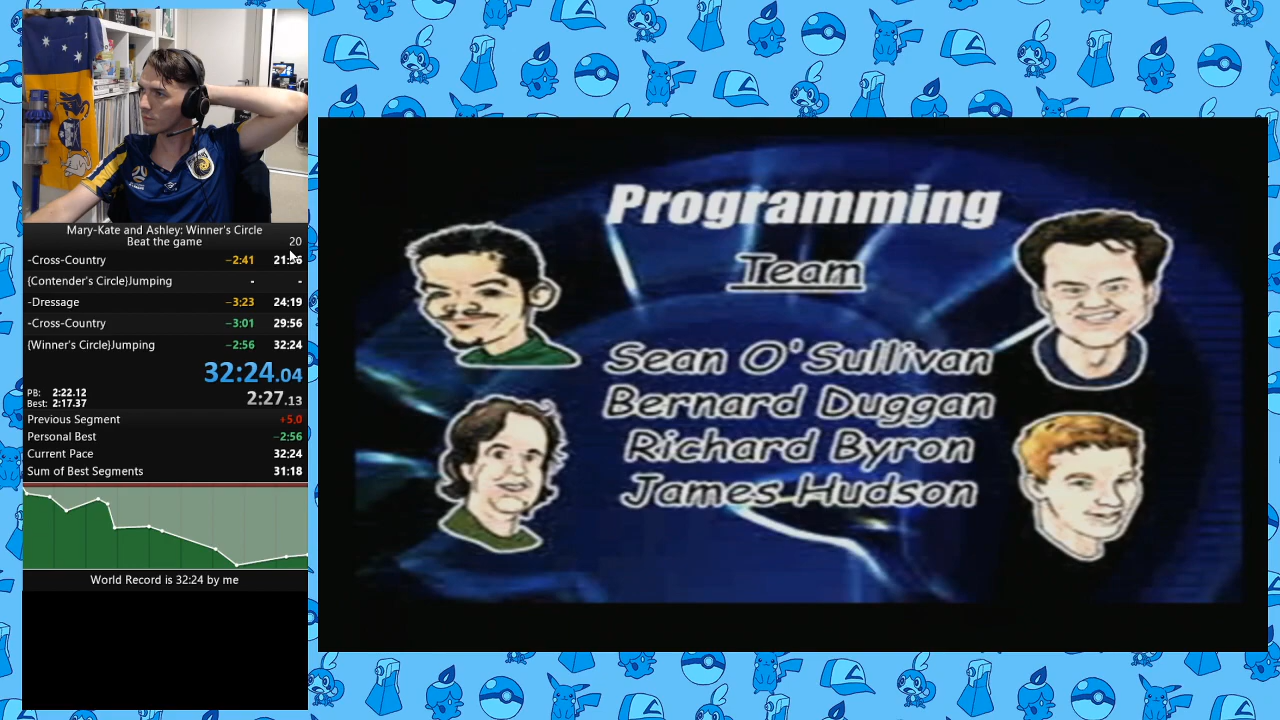 Mary-Kate and Ashley: Winner's Circle
Beat the game 20
-Cross-Country −2:41
{Contender's Circle}Jumping - -
-Dressage −3:23 24:19
-Cross-Country −3:01 29:56
{Winner's Circle}Jumping −2:56 32:24
32:24.04
PB: 2:22.12
Best: 2:17.37
2:27.13
Previous Segment +5,0
Personal Best −2:56
Current Pace 32:24
Sum of Best Segments 31:18
World Record is 32:24 by me
Programming
Team
Sean O'Sullivan
Bernard Duggan
Richard Byron
James Hudson